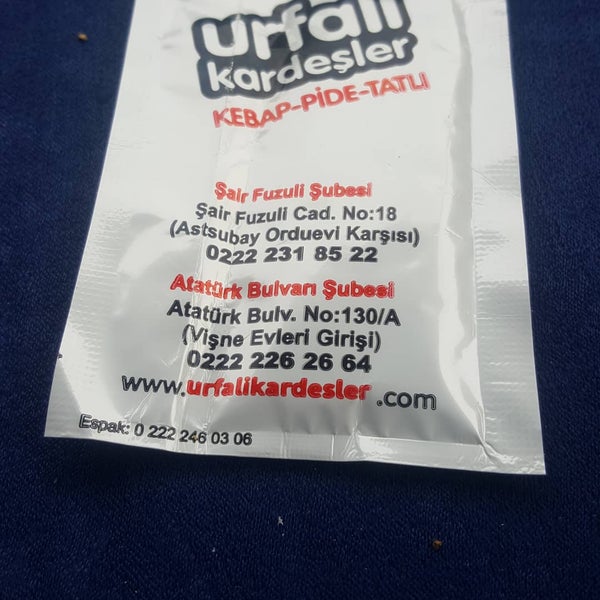 urfalı
kardeşler
KEBAP-PİDE-TATLI
Şair Fuzuli Şubesi
Şair Fuzuli Cad. No:18
(Astsubay Orduevi Karşısı)
0222 231 85 22
Atatürk Bulvarı Şubesi
Atatürk Bulv. No:130/A
(Vişne Evleri Girişi)
0222 226 26 64
www.urfalikardesler.com
Espak: 0 222 246 03 06